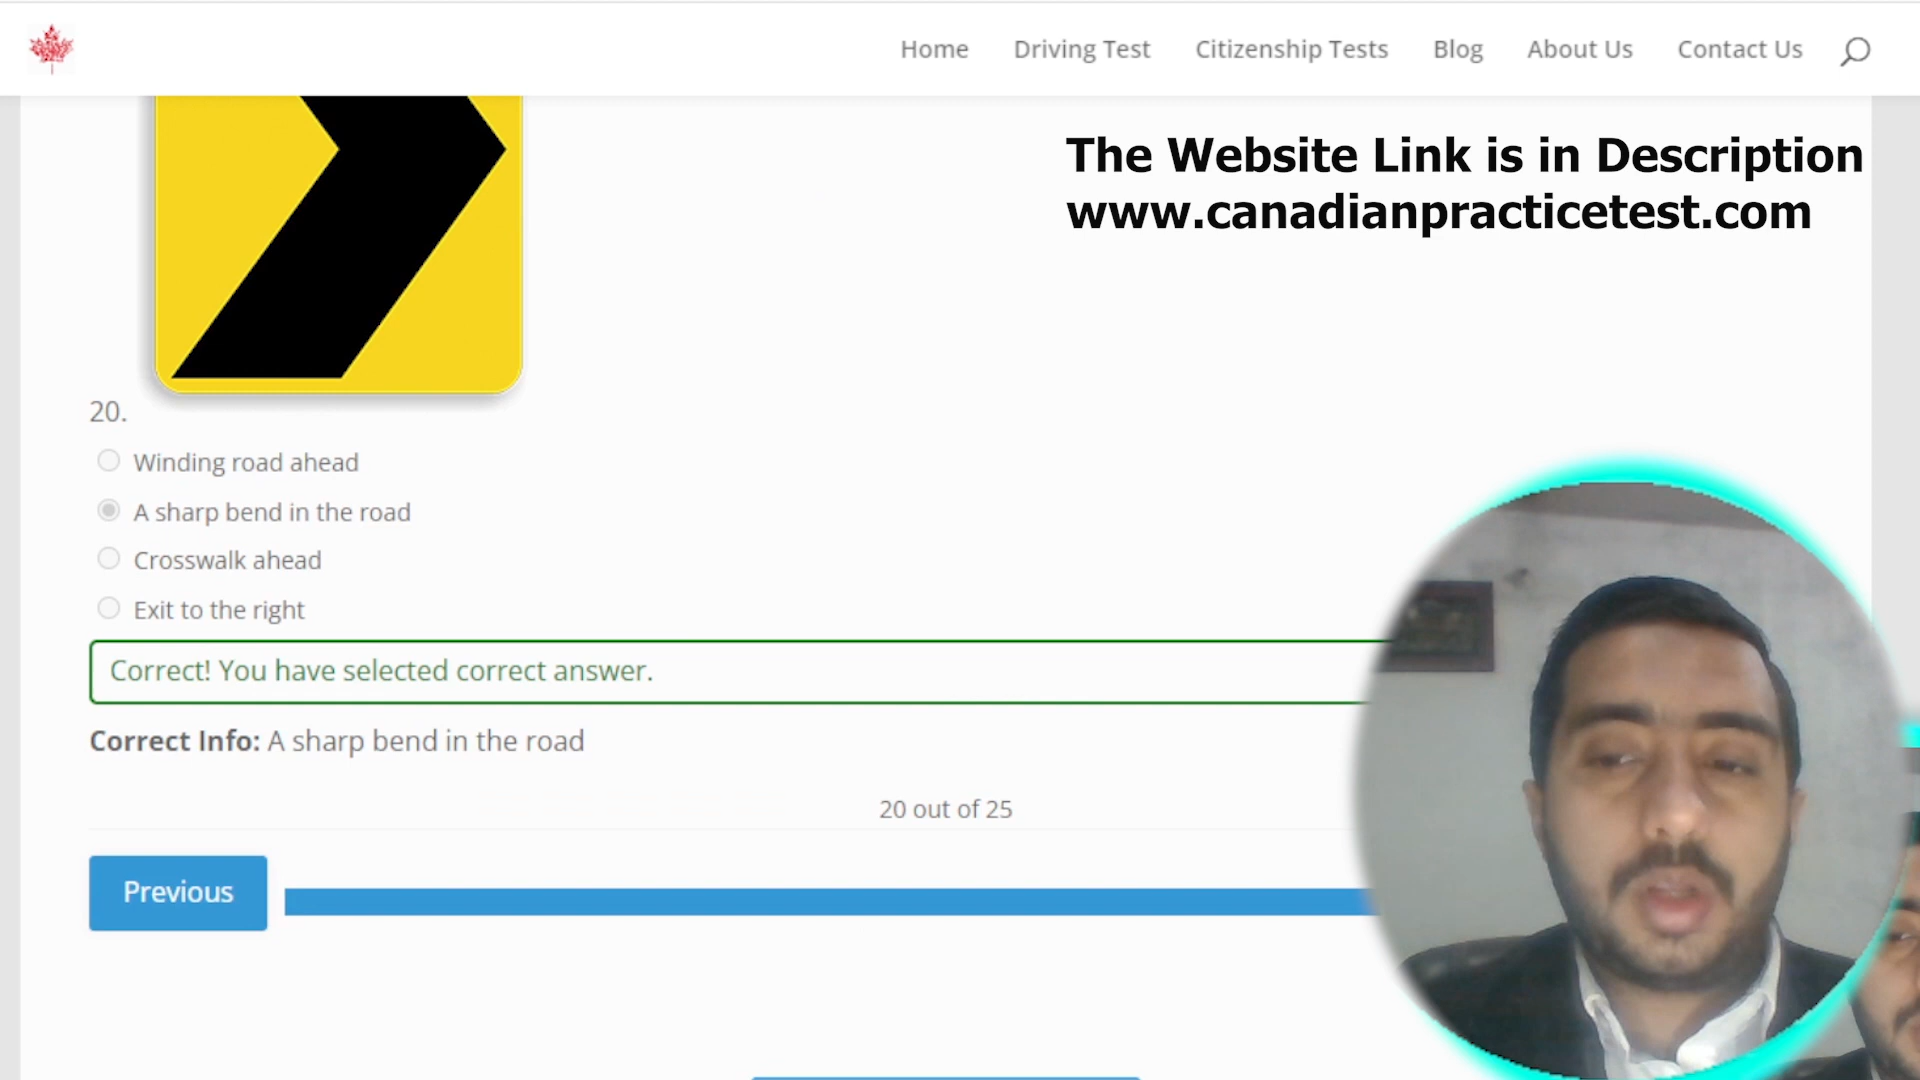 Home Driving Test Citizenship Tests Blog About Us Contact Us
The Website Link is in Description
www.canadianpracticetest.com
20.
Winding road ahead
A sharp bend in the road
Crosswalk ahead
Exit to the right
Correct! You have selected correct answer.
Correct Info: A sharp bend in the road
20 out of 25
Previous